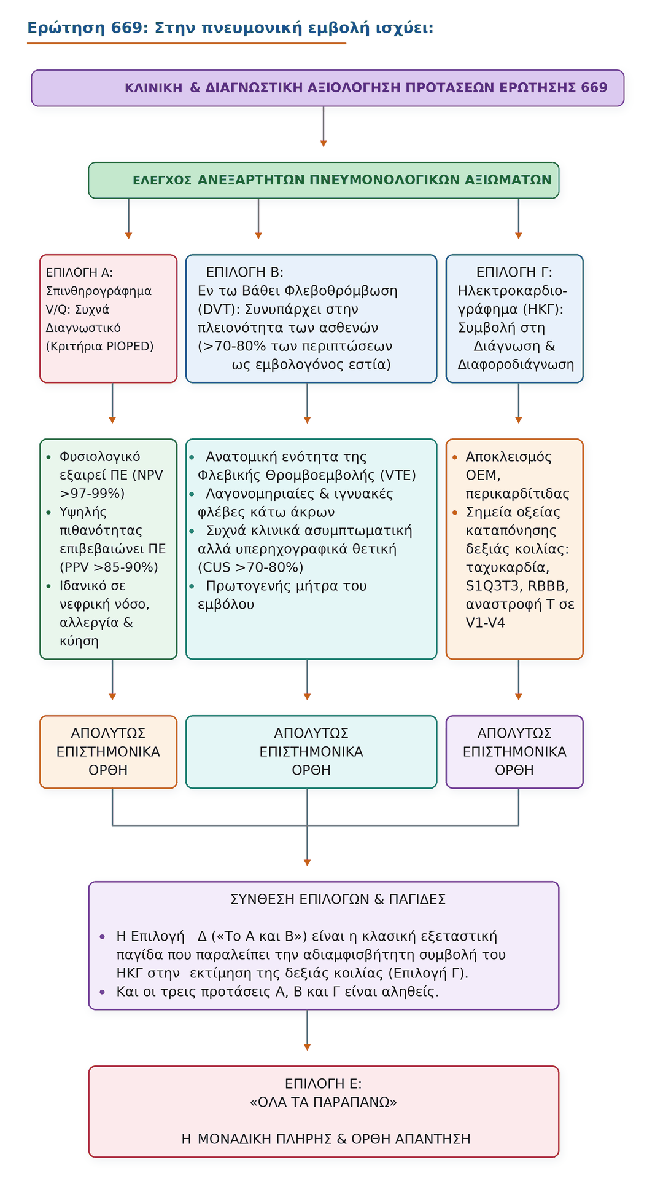 Ερώτηση 669: Στην πνευμονική εμβολή ισχύει:
ΚΛΙΝΙΚΗ & ΔΙΑΓΝΩΣΤΙΚΗ ΑΞΙΟΛΟΓΗΣΗ ΠΡΟΤΑΣΕΩΝ ΕΡΩΤΗΣΗΣ 669
ΕΛΕΓΧΟΣ ΑΝΕΞΑΡΤΗΤΩΝ ΠΝΕΥΜΟΝΟΛΟΓΙΚΩΝ ΑΞΙΩΜΑΤΩΝ
ΕΠΙΛΟΓΗ Α:
Σπινθηρογράφημα
V/Q: Συχνά
Διαγνωστικό
(Κριτήρια PIOPED)
ΕΠΙΛΟΓΗ Β:
Εν τω Βάθει Φλεβοθρόμβωση
(DVT): Συνυπάρχει στην
πλειονότητα των ασθενών
(>70-80% των περιπτώσεων
ως εμβολογόνος εστία)
ΕΠΙΛΟΓΗ Γ:
Ηλεκτροκαρδιο-
γράφημα (ΗΚΓ):
Συμβολή στη
Διάγνωση &
Διαφοροδιάγνωση
• Φυσιολογικό
εξαιρεί ΠΕ (NPV
>97-99%)
• Υψηλής
πιθανότητας
επιβεβαιώνει ΠΕ
(PPV >85-90%)
• Ιδανικό σε
νεφρική νόσο,
αλλεργία &
κύηση
• Ανατομική ενότητα της
Φλεβικής Θρομβοεμβολής (VTE)
• Λαγονομηριαίες & ιγνυακές
φλέβες κάτω άκρων
• Συχνά κλινικά ασυμπτωματική
αλλά υπερηχογραφικά θετική
(CUS >70-80%)
• Πρωτογενής μήτρα του
εμβόλου
• Αποκλεισμός
ΟΕΜ,
περικαρδίτιδας
• Σημεία οξείας
καταπόνησης
δεξιάς κοιλίας:
ταχυκαρδία,
S1Q3T3, RBBB,
αναστροφή Τ σε
V1-V4
ΑΠΟΛΥΤΩΣ
ΕΠΙΣΤΗΜΟΝΙΚΑ
ΟΡΘΗ
ΑΠΟΛΥΤΩΣ
ΕΠΙΣΤΗΜΟΝΙΚΑ
ΟΡΘΗ
ΑΠΟΛΥΤΩΣ
ΕΠΙΣΤΗΜΟΝΙΚΑ
ΟΡΘΗ
ΣΥΝΘΕΣΗ ΕΠΙΛΟΓΩΝ & ΠΑΓΙΔΕΣ
• Η Επιλογή Δ («Το Α και Β») είναι η κλασική εξεταστική
παγίδα που παραλείπει την αδιαμφισβήτητη συμβολή του
ΗΚΓ στην εκτίμηση της δεξιάς κοιλίας (Επιλογή Γ).
• Και οι τρεις προτάσεις Α, Β και Γ είναι αληθείς.
ΕΠΙΛΟΓΗ Ε:
«ΟΛΑ ΤΑ ΠΑΡΑΠΑΝΩ»
Η ΜΟΝΑΔΙΚΗ ΠΛΗΡΗΣ & ΟΡΘΗ ΑΠΑΝΤΗΣΗ